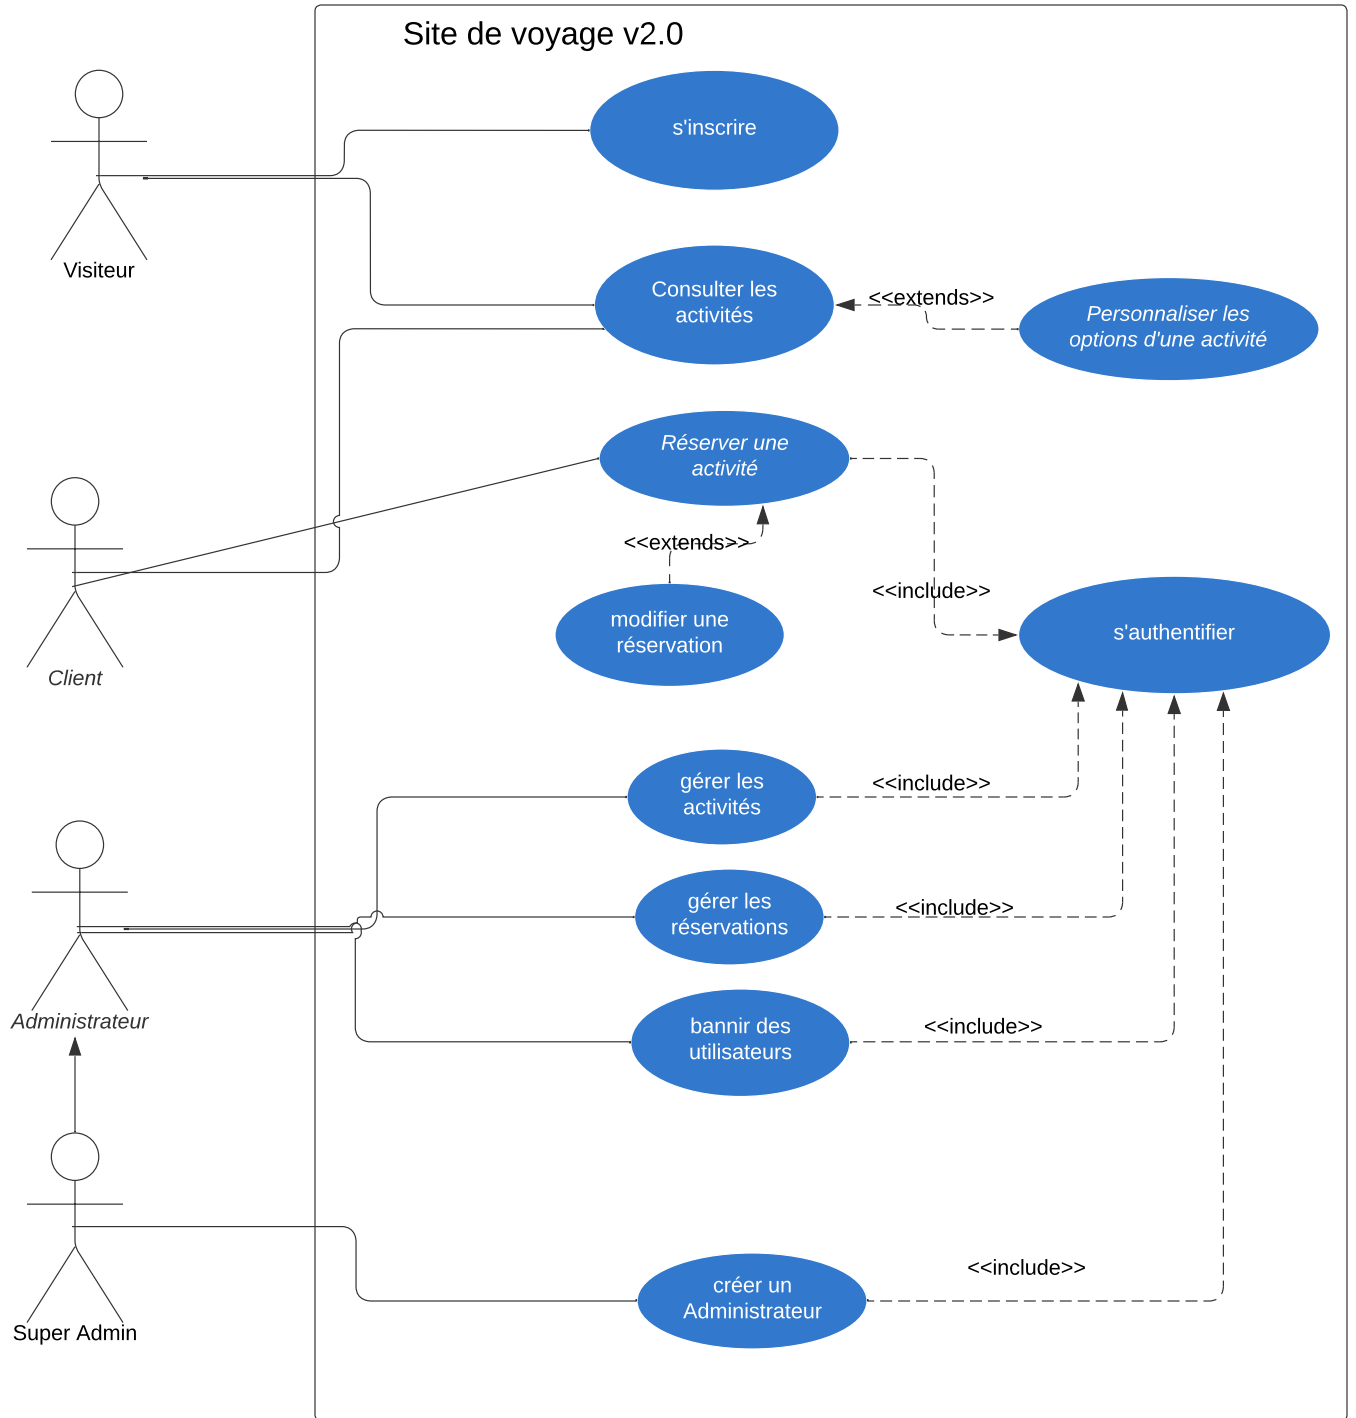 Site de voyage v2.0
s'inscrire
Visiteur
Consulter les
activités
<<extends>>
Personnaliser les
options d'une activité
Réserver une
activité
<<extends>>
<<include>>
modifier une
réservation
s'authentifier
Client
gérer les
activités
<<include>>
gérer les
réservations
<<include>>
Administrateur
bannir des
utilisateurs
<<include>>
créer un
Administrateur
<<include>>
Super Admin